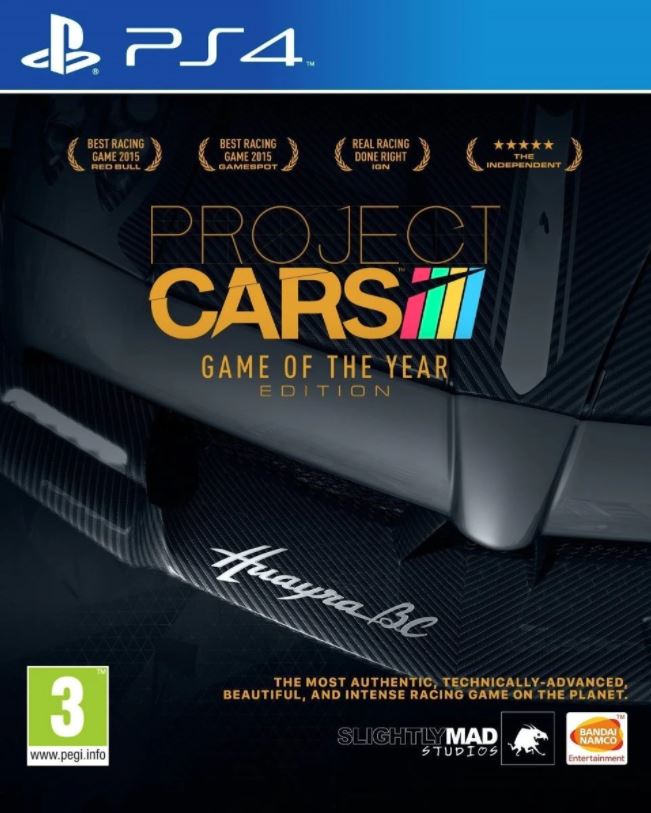 PS4
BEST RACING
GAME 2015
RED BULL
BEST RACING
GAME 2015
GAMESPOT
REAL RACING
DONE RIGHT
IGN
★★★★★
THE
INDEPENDENT
PROJECT
CARS
GAME OF THE YEAR
EDITION
Huayra BC
THE MOST AUTHENTIC, TECHNICALLY-ADVANCED,
BEAUTIFUL, AND INTENSE RACING GAME ON THE PLANET.
3
www.pegi.info
SLIGHTLYMAD
STUDIOS
BANDAI
NAMCO
Entertainment